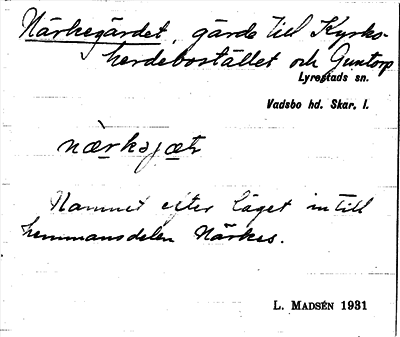 Närkegärdet, gärde till Kyrko-
herdebostället och Guntorp
Lyrestads sn.
Vadsbo hd. Skar. l.
Namnet efter läget intill
hemmansdelen Närkes.
L. MADSÉN 1931